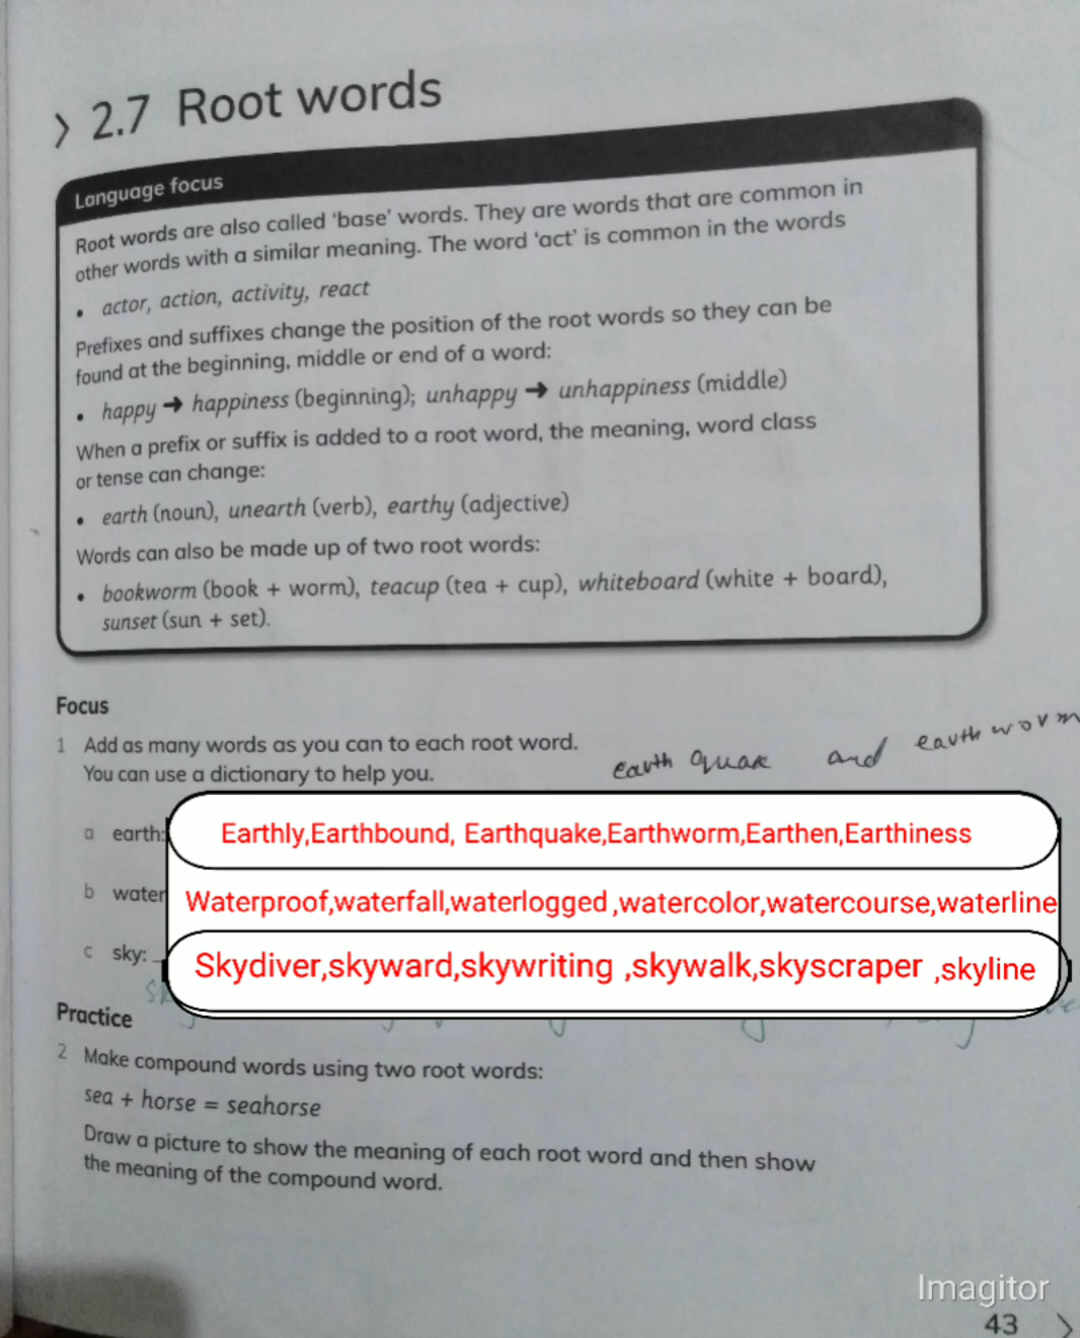 > 2.7 Root words
Language focus
Root words are also called ‘base’ words. They are words that are common in
other words with a similar meaning. The word ‘act’ is common in the words
• actor, action, activity, react
Prefixes and suffixes change the position of the root words so they can be
found at the beginning, middle or end of a word:
• happy ➜ happiness (beginning); unhappy ➜ unhappiness (middle)
When a prefix or suffix is added to a root word, the meaning, word class
or tense can change:
• earth (noun), unearth (verb), earthy (adjective)
Words can also be made up of two root words:
• bookworm (book + worm), teacup (tea + cup), whiteboard (white + board),
sunset (sun + set).
Focus
1 Add as many words as you can to each root word.
You can use a dictionary to help you.
earth quak and earth worm
a earth: Earthly,Earthbound, Earthquake,Earthworm,Earthen,Earthiness
b water Waterproof,waterfall,waterlogged ,watercolor,watercourse,waterline
c sky: Skydiver,skyward,skywriting ,skywalk,skyscraper ,skyline
Practice
2 Make compound words using two root words:
sea + horse = seahorse
Draw a picture to show the meaning of each root word and then show
the meaning of the compound word.
Imagitor
43 >